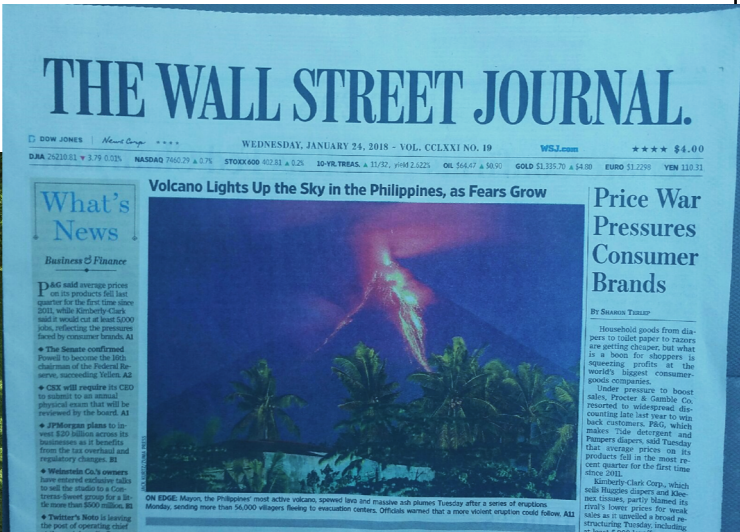 THE WALL STREET JOURNAL.
DOW JONES | News Corp ★★★★
WEDNESDAY, JANUARY 24, 2018 - VOL. CCLXXI NO. 19
WSJ.com
★★★★ $4.00
DJIA 26210.81 ▼ 3.79 0.01% NASDAQ 7460.29 ▲ 0.7% STOXX 600 402.81 ▲ 0.2% 10-YR. TREAS. ▲ 11/32, yield 2.622% OIL $64.47 ▲ $0.90 GOLD $1,335.70 ▲ $4.80 EURO $1.2298 YEN 110.31
What's
News
Business & Finance
P&G said average prices
on its products fell last
quarter for the first time since
2011, while Kimberly-Clark
said it would cut at least 5,000
jobs, reflecting the pressures
faced by consumer brands. A1
◆ The Senate confirmed
Powell to become the 16th
chairman of the Federal Re-
serve, succeeding Yellen. A2
◆ CSX will require its CEO
to submit to an annual
physical exam that will be
reviewed by the board. A1
◆ JPMorgan plans to in-
vest $20 billion across its
businesses as it benefits
from the tax overhaul and
regulatory changes. B1
◆ Weinstein Co.'s owners
have entered exclusive talks
to sell the studio to a Con-
treras-Sweet group for a lit-
tle more than $500 million. B1
◆ Twitter's Noto is leaving
the post of operating chief
Volcano Lights Up the Sky in the Philippines, as Fears Grow
ON EDGE: Mayon, the Philippines' most active volcano, spewed lava and massive ash plumes Tuesday after a series of eruptions
Monday, sending more than 56,000 villagers fleeing to evacuation centers. Officials warned that a more violent eruption could follow. A11
Price War
Pressures
Consumer
Brands
BY SHARON TERLEP
Household goods from dia-
pers to toilet paper to razors
are getting cheaper, but what
is a boon for shoppers is
squeezing profits at the
world's biggest consumer-
goods companies.
Under pressure to boost
sales, Procter & Gamble Co.
resorted to widespread dis-
counting late last year to win
back customers. P&G, which
makes Tide detergent and
Pampers diapers, said Tuesday
that average prices on its
products fell in the most re-
cent quarter for the first time
since 2011.
Kimberly-Clark Corp., which
sells Huggies diapers and Klee-
nex tissues, partly blamed its
rival's lower prices for weak
sales as it unveiled a broad re-
structuring Tuesday, including